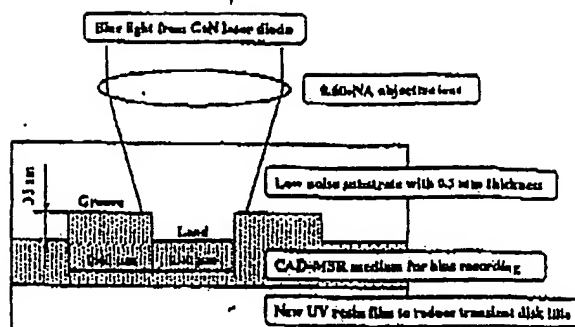 Blue light from GaN laser diode
0.60-NA objective lens
Low noise substrate with 0.5 mm thickness
Groove
Land
CAD-MSR medium for blue recording
New UV resin film to reduce transient disk tilts